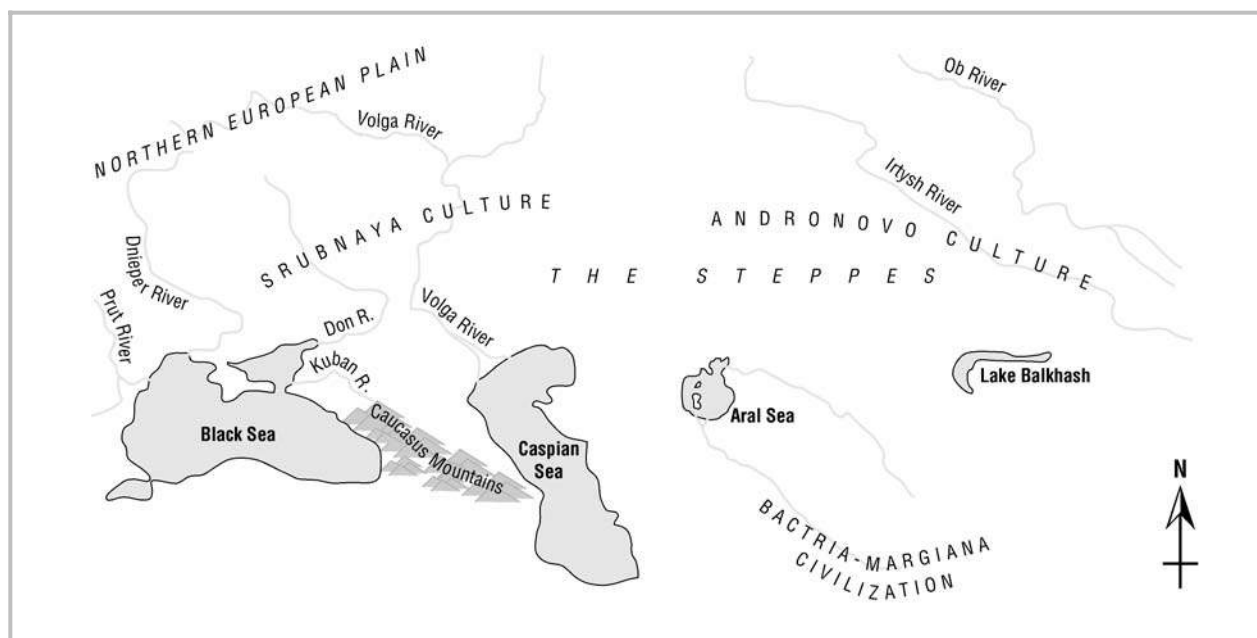 NORTHERN EUROPEAN PLAIN
Volga River
Ob River
Irtysh River
SRUBNAYA CULTURE
ANDRONOVO CULTURE
THE STEPPES
Dnieper River
Prut River
Don R.
Kuban R.
Volga River
Lake Balkhash
Aral Sea
Black Sea
Caucasus Mountains
Caspian
Sea
N
BACTRIA-MARGIANA
CIVILIZATION